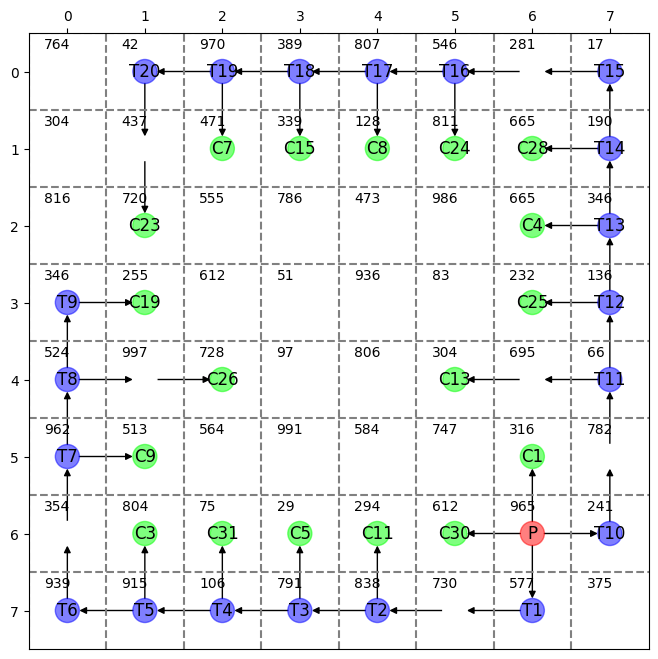 0 1 2 3 4 5 6 7
764 42 970 389 807 546 281 17
0 T20 T19 T18 T17 T16 T15
304 437 471 339 128 811 665 190
1 C7 C15 C8 C24 C28 T14
816 720 555 786 473 986 665 346
2 C23 C4 T13
346 255 612 51 936 83 232 136
3 T9 C19 C25 T12
524 997 728 97 806 304 695 66
4 T8 C26 C13 T11
962 513 564 991 584 747 316 782
5 T7 C9 C1
354 804 75 29 294 612 965 241
6 C3 C31 C5 C11 C30 P T10
939 915 106 791 838 730 577 375
7 T6 T5 T4 T3 T2 T1